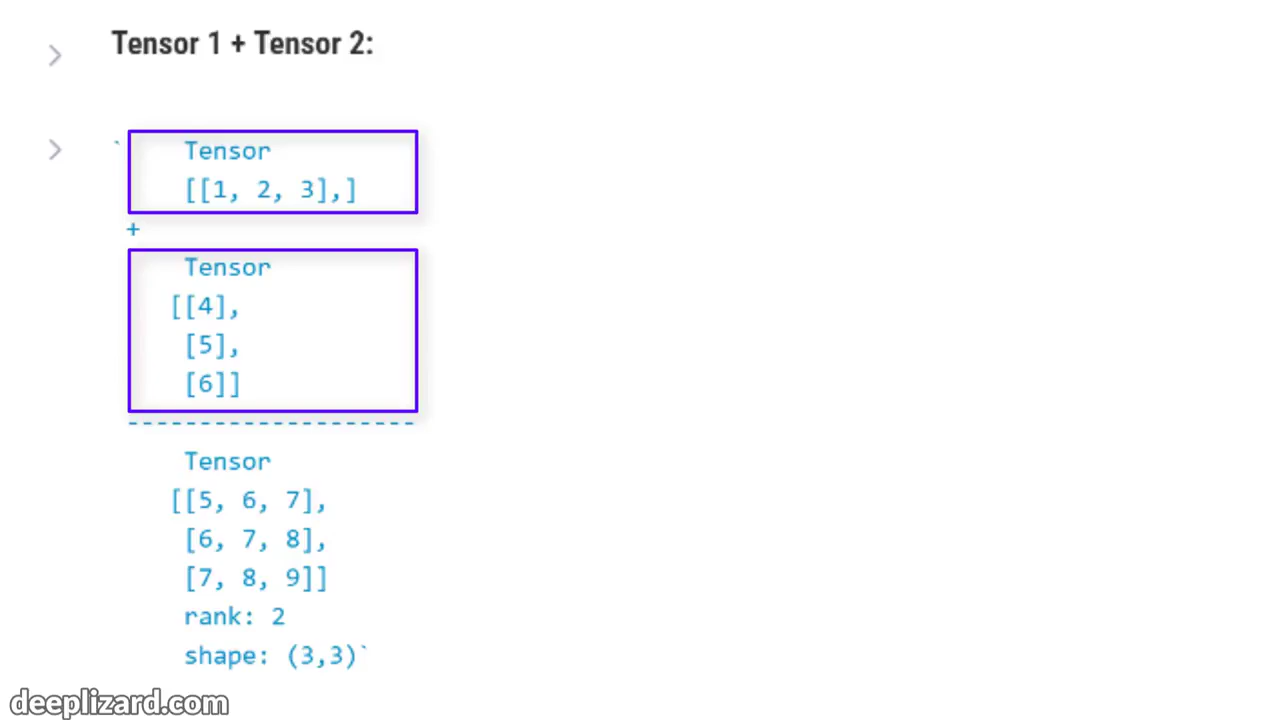 Tensor 1 + Tensor 2:
` Tensor
[[1, 2, 3],]
+
Tensor
[[4],
[5],
[6]]
--------------------
Tensor
[[5, 6, 7],
[6, 7, 8],
[7, 8, 9]]
rank: 2
shape: (3,3)`
deeplizard.com